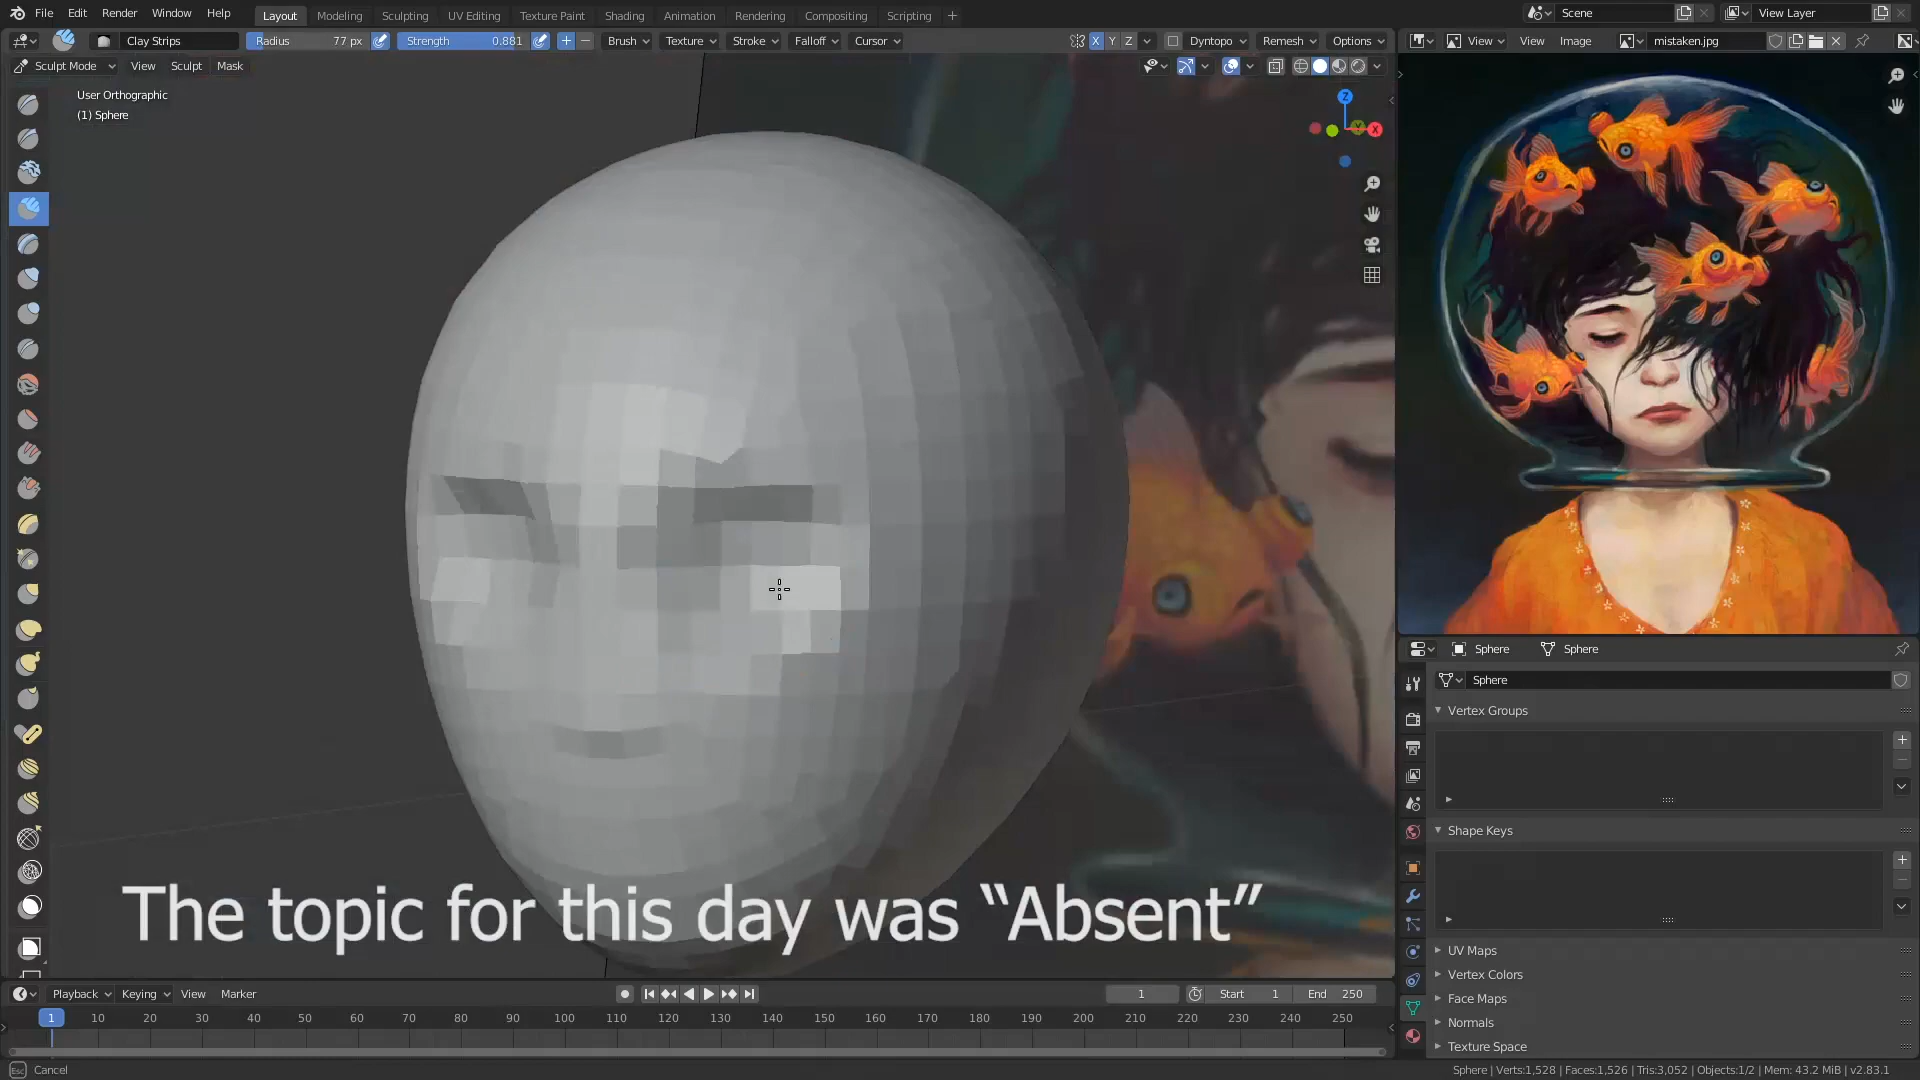 File Edit Render Window Help Layout Modeling Sculpting UV Editing Texture Paint Shading Animation Rendering Compositing Scripting + Scene View Layer
Clay Strips Radius 77 px Strength 0.881 Brush Texture Stroke Falloff Cursor X Y Z Dyntopo Remesh Options View View Image mistaken.jpg
Sculpt Mode View Sculpt Mask
User Orthographic
(1) Sphere
Z
X
Sphere Sphere
Sphere
Vertex Groups
Shape Keys
The topic for this day was “Absent”
UV Maps
Vertex Colors
Face Maps
Normals
Texture Space
Playback Keying View Marker 1 Start 1 End 250
1 10 20 30 40 50 60 70 80 90 100 110 120 130 140 150 160 170 180 190 200 210 220 230 240 250
Esc Cancel Sphere | Verts:1,528 | Faces:1,526 | Tris:3,052 | Objects:1/2 | Mem: 43.2 MiB | v2.83.1